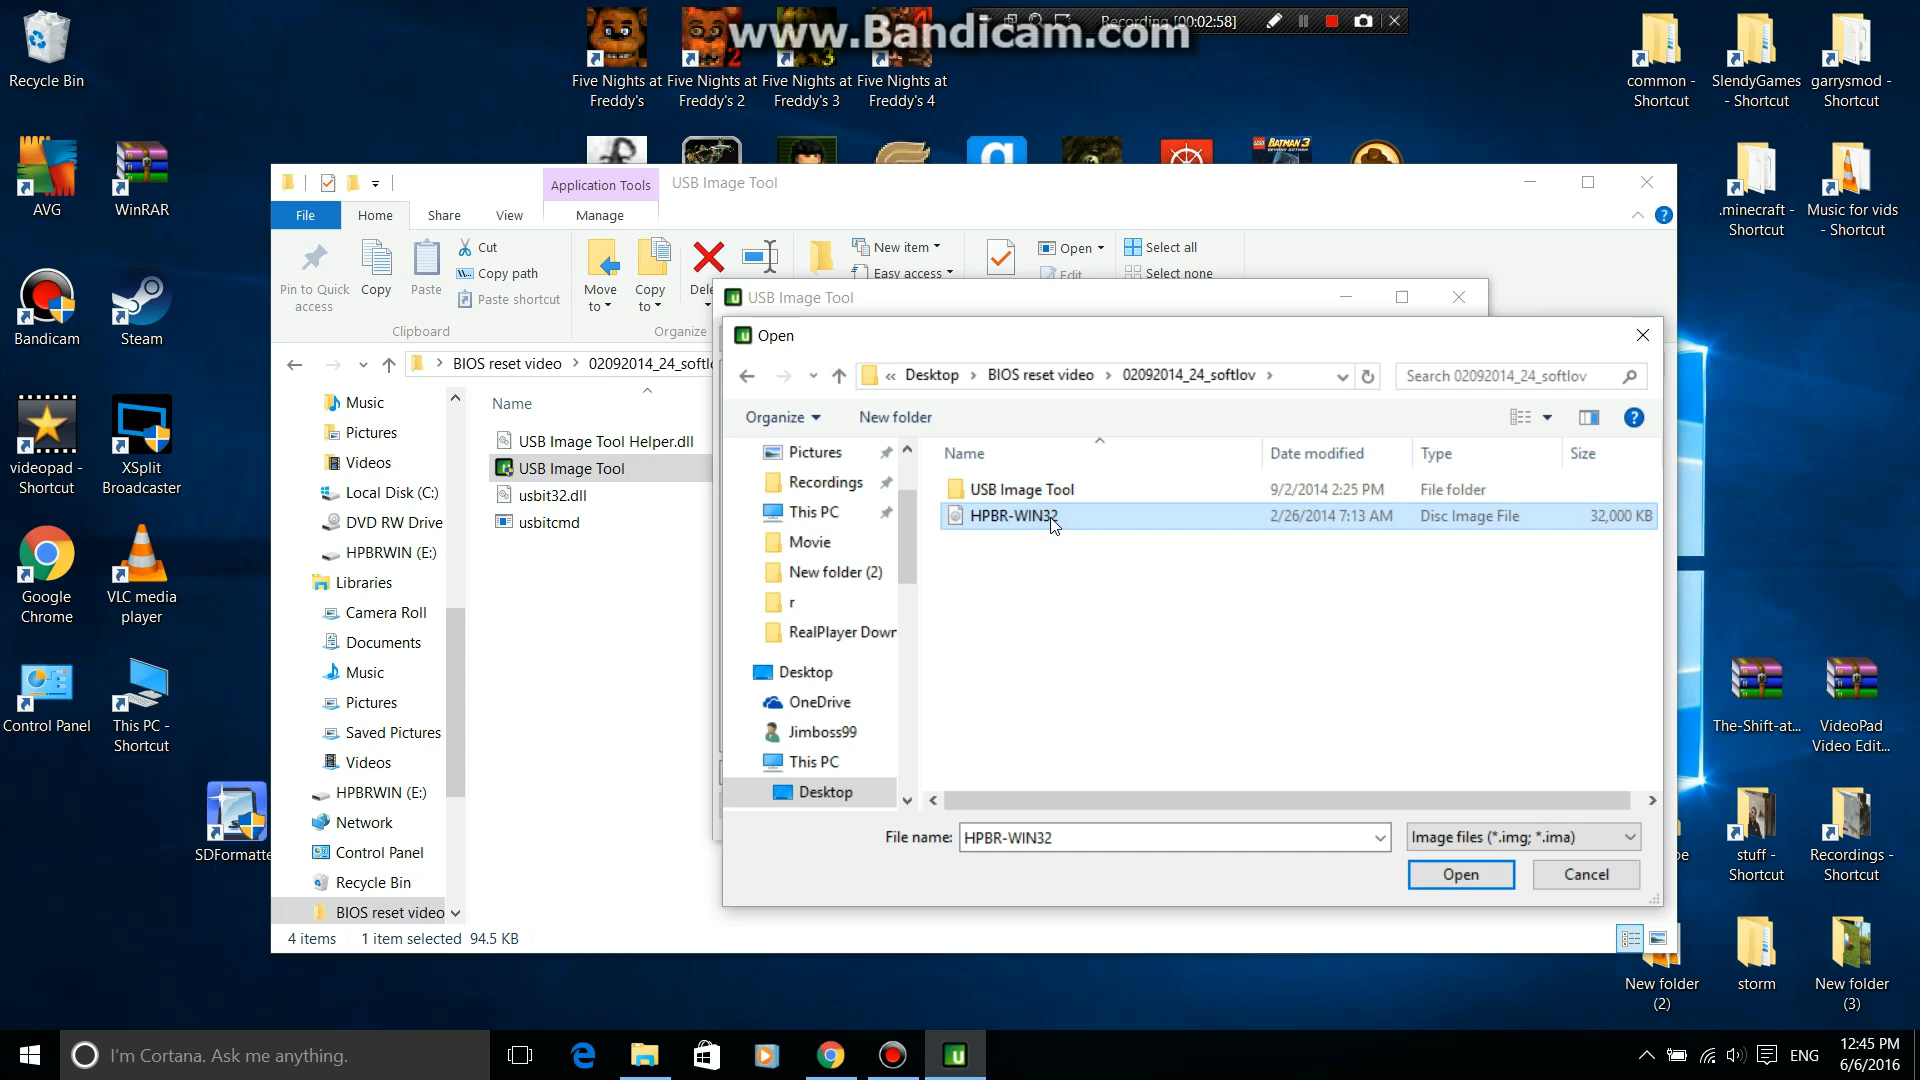 www.Bandicam.com
Recording [00:02:58]
Recycle Bin
Five Nights at
Freddy's
Five Nights at
Freddy's 2
Five Nights at
Freddy's 3
Five Nights at
Freddy's 4
common -
Shortcut
SlendyGames
- Shortcut
garrysmod -
Shortcut
AVG
WinRAR
.minecraft -
Shortcut
Music for vids
- Shortcut
Bandicam
Steam
videopad -
Shortcut
XSplit
Broadcaster
Google
Chrome
VLC media
player
Control Panel
This PC -
Shortcut
SDFormatte
The-Shift-at...
VideoPad
Video Edit...
stuff -
Shortcut
Recordings -
Shortcut
New folder
(2)
storm
New folder
(3)
Application Tools
USB Image Tool
File
Home
Share
View
Manage
Pin to Quick
access
Copy
Paste
Cut
Copy path
Paste shortcut
Clipboard
Move
to
Copy
to
Dele
Organize
New item
Easy access
Open
Edit
Select all
Select none
BIOS reset video > 02092014_24_softlo
Music
Pictures
Videos
Local Disk (C:)
DVD RW Drive
HPBRWIN (E:)
Libraries
Camera Roll
Documents
Music
Pictures
Saved Pictures
Videos
HPBRWIN (E:)
Network
Control Panel
Recycle Bin
BIOS reset video
Name
USB Image Tool Helper.dll
USB Image Tool
usbit32.dll
usbitcmd
4 items
1 item selected 94.5 KB
USB Image Tool
Open
« Desktop > BIOS reset video > 02092014_24_softlov >
Search 02092014_24_softlov
Organize
New folder
Pictures
Recordings
This PC
Movie
New folder (2)
r
RealPlayer Down
Desktop
OneDrive
Jimboss99
This PC
Desktop
Name Date modified Type Size
USB Image Tool 9/2/2014 2:25 PM File folder
HPBR-WIN32 2/26/2014 7:13 AM Disc Image File 32,000 KB
File name: HPBR-WIN32
Image files (*.img; *.ima)
Open
Cancel
I'm Cortana. Ask me anything.
ENG
12:45 PM
6/6/2016